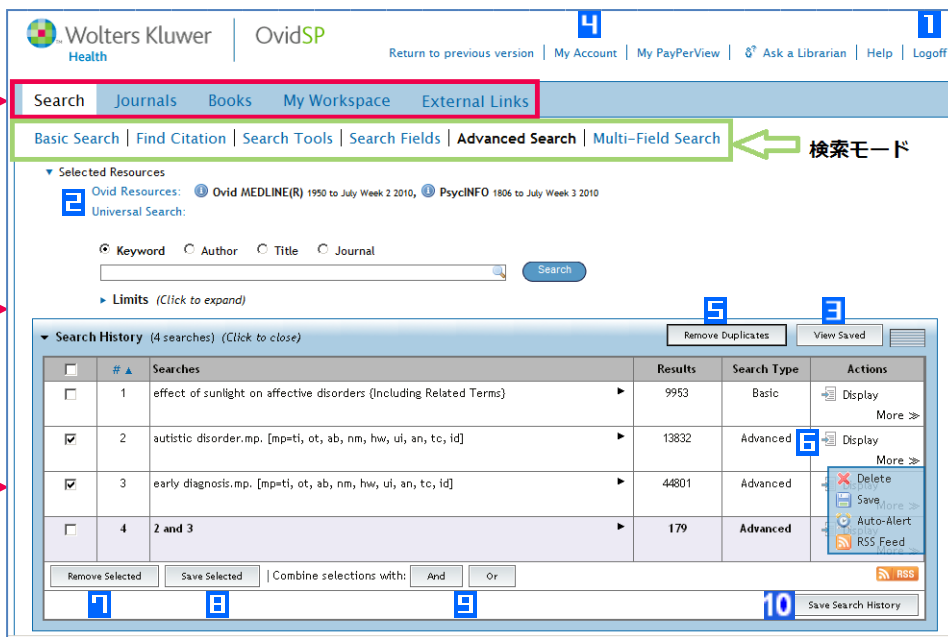 4
1
Wolters Kluwer
Health
OvidSP
Return to previous version | My Account | My PayPerView | Ask a Librarian | Help | Logoff
Search Journals Books My Workspace External Links
Basic Search | Find Citation | Search Tools | Search Fields | Advanced Search | Multi-Field Search
検索モード
▼ Selected Resources
2
Ovid Resources: Ovid MEDLINE(R) 1950 to July Week 2 2010, PsycINFO 1806 to July Week 3 2010
Universal Search:
Keyword Author Title Journal
Search
▶ Limits (Click to expand)
5
3
▼ Search History (4 searches) (Click to close) Remove Duplicates View Saved
# ▲ Searches Results Search Type Actions
1 effect of sunlight on affective disorders {Including Related Terms} ▶ 9953 Basic Display
More ≫
2 autistic disorder.mp. [mp=ti, ot, ab, nm, hw, ui, an, tc, id] ▶ 13832 Advanced 6 Display
More ≫
3 early diagnosis.mp. [mp=ti, ot, ab, nm, hw, ui, an, tc, id] ▶ 44801 Advanced Display
More ≫
Delete
Save
4 2 and 3 ▶ 179 Advanced Display
More ≫
Auto-Alert
RSS Feed
Remove Selected Save Selected | Combine selections with: And Or RSS
7
8
9
10
Save Search History